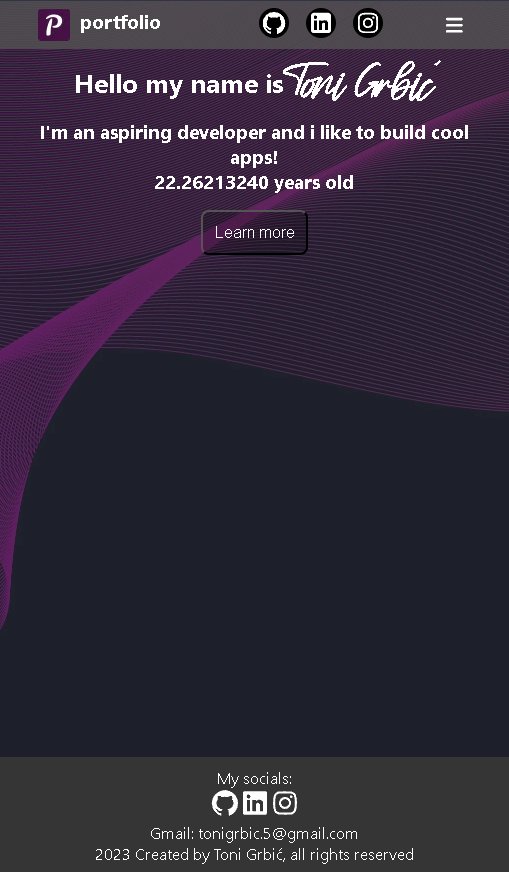 P portfolio
Hello my name is Toni Grbić
I'm an aspiring developer and i like to build cool
apps!
22.26213240 years old
Learn more
My socials:
Gmail: tonigrbic.5@gmail.com
2023 Created by Toni Grbić, all rights reserved